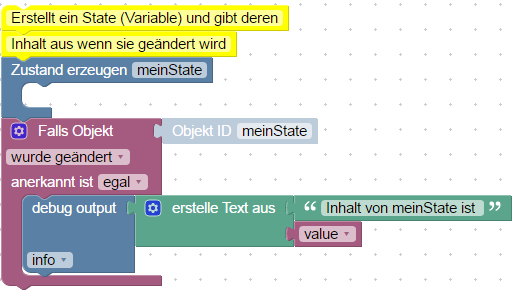 Erstellt ein State (Variable) und gibt deren
Inhalt aus wenn sie geändert wird
Zustand erzeugen meinState
Falls Objekt Objekt ID meinState
wurde geändert
anerkannt ist egal
debug output erstelle Text aus “ Inhalt von meinState ist ”
value
info